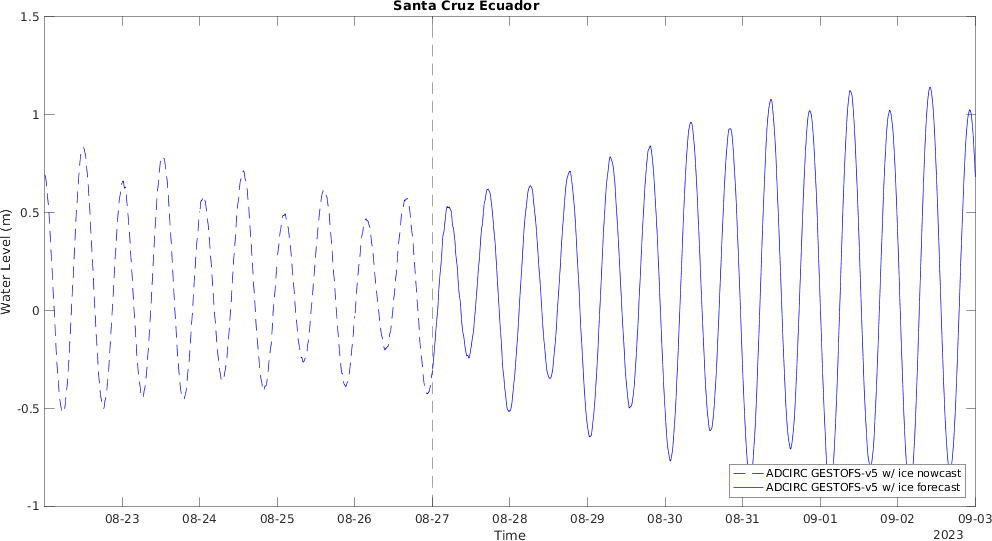 Santa Cruz Ecuador
Water Level (m)
1.5
1
0.5
0
-0.5
-1
ADCIRC GESTOFS-v5 w/ ice nowcast
ADCIRC GESTOFS-v5 w/ ice forecast
08-23 08-24 08-25 08-26 08-27 08-28 08-29 08-30 08-31 09-01 09-02 09-03
Time
2023